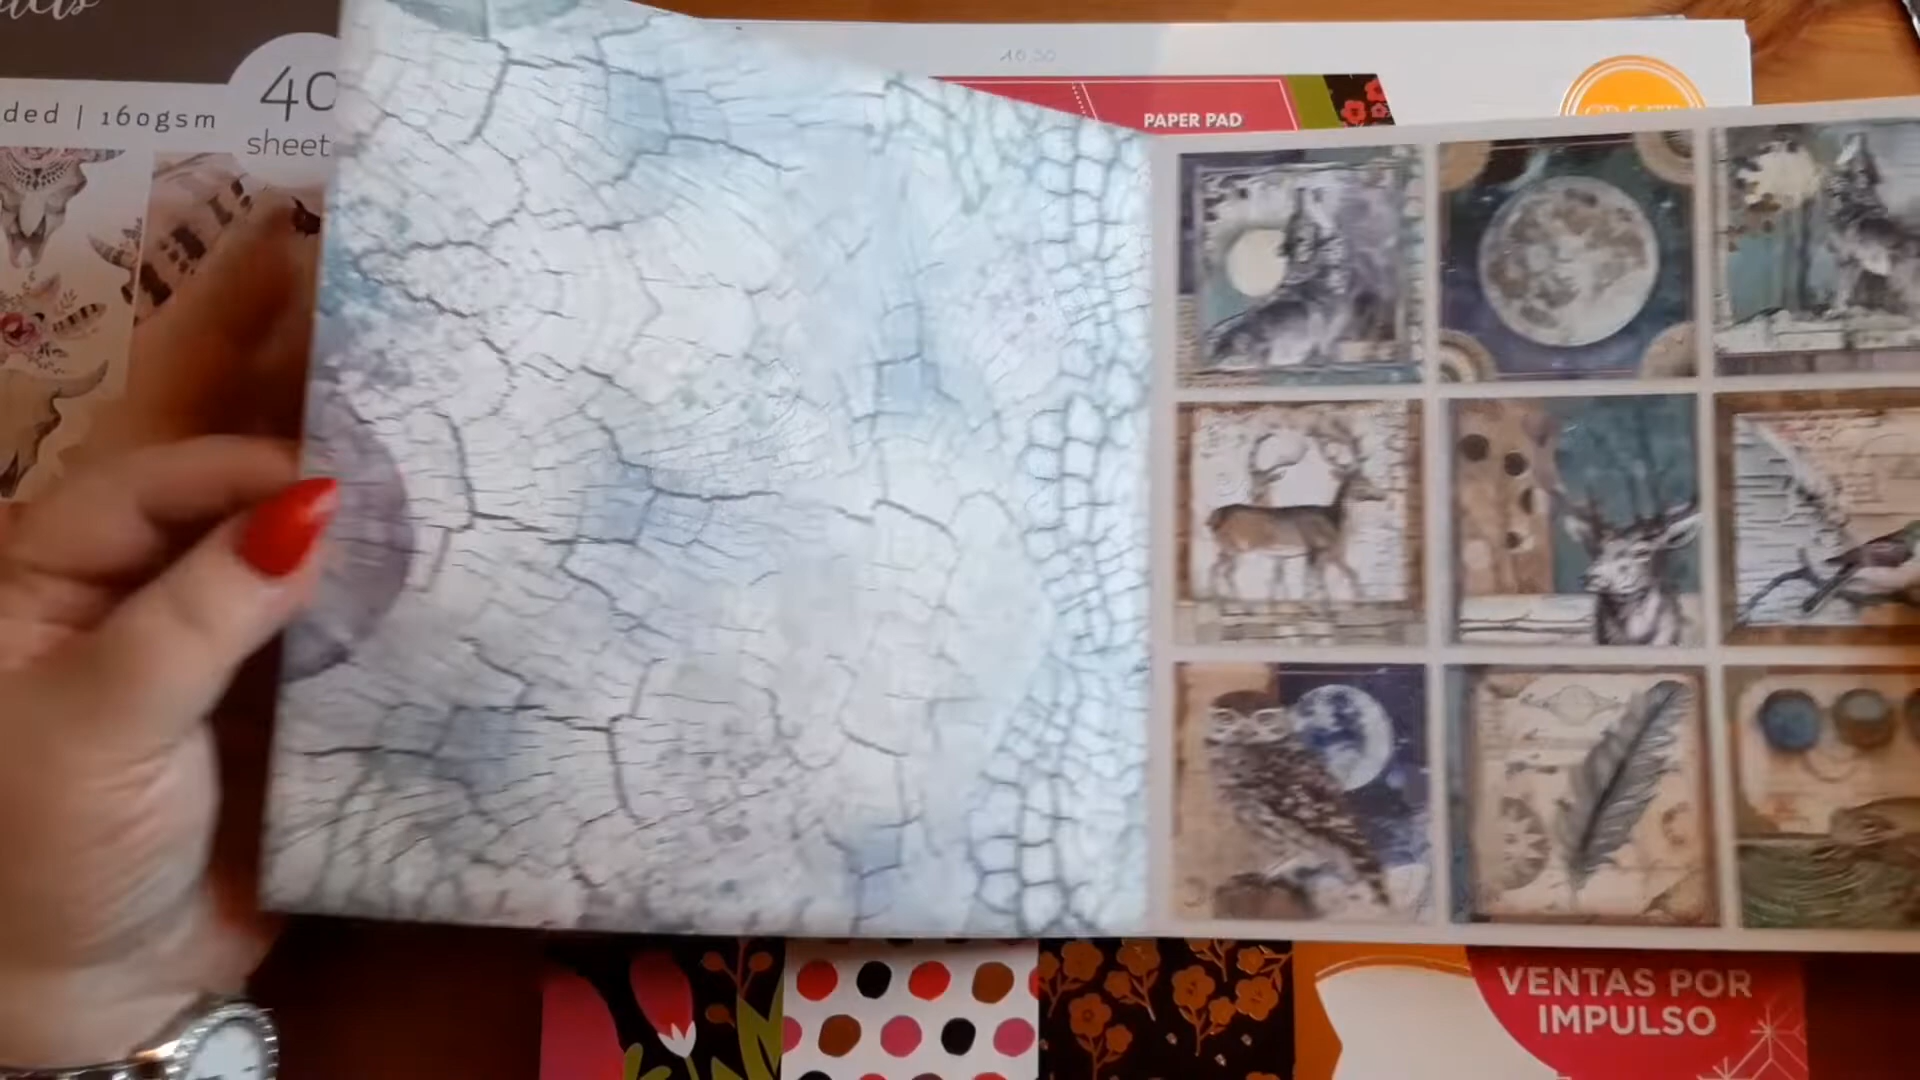 40
ded | 160gsm
sheet
PAPER PAD
VENTAS POR
IMPULSO